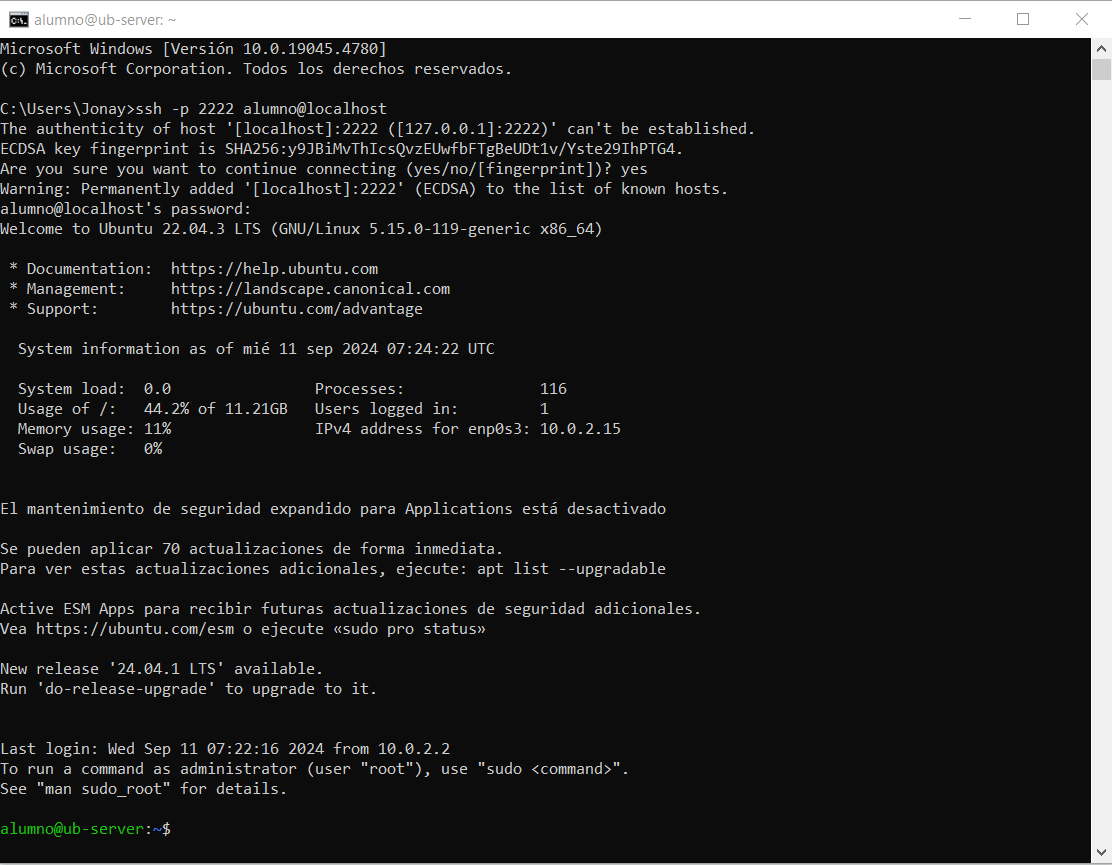 alumno@ub-server: ~
Microsoft Windows [Versión 10.0.19045.4780]
(c) Microsoft Corporation. Todos los derechos reservados.
C:\Users\Jonay>ssh -p 2222 alumno@localhost
The authenticity of host '[localhost]:2222 ([127.0.0.1]:2222)' can't be established.
ECDSA key fingerprint is SHA256:y9JBiMvThIcsQvzEUwfbFTgBeUDt1v/Yste29IhPTG4.
Are you sure you want to continue connecting (yes/no/[fingerprint])? yes
Warning: Permanently added '[localhost]:2222' (ECDSA) to the list of known hosts.
alumno@localhost's password:
Welcome to Ubuntu 22.04.3 LTS (GNU/Linux 5.15.0-119-generic x86_64)
* Documentation:  https://help.ubuntu.com
* Management:     https://landscape.canonical.com
* Support:        https://ubuntu.com/advantage
System information as of mié 11 sep 2024 07:24:22 UTC
System load:  0.0                Processes:               116
Usage of /:   44.2% of 11.21GB   Users logged in:         1
Memory usage: 11%                IPv4 address for enp0s3: 10.0.2.15
Swap usage:   0%
El mantenimiento de seguridad expandido para Applications está desactivado
Se pueden aplicar 70 actualizaciones de forma inmediata.
Para ver estas actualizaciones adicionales, ejecute: apt list --upgradable
Active ESM Apps para recibir futuras actualizaciones de seguridad adicionales.
Vea https://ubuntu.com/esm o ejecute «sudo pro status»
New release '24.04.1 LTS' available.
Run 'do-release-upgrade' to upgrade to it.
Last login: Wed Sep 11 07:22:16 2024 from 10.0.2.2
To run a command as administrator (user "root"), use "sudo <command>".
See "man sudo_root" for details.
alumno@ub-server:~$